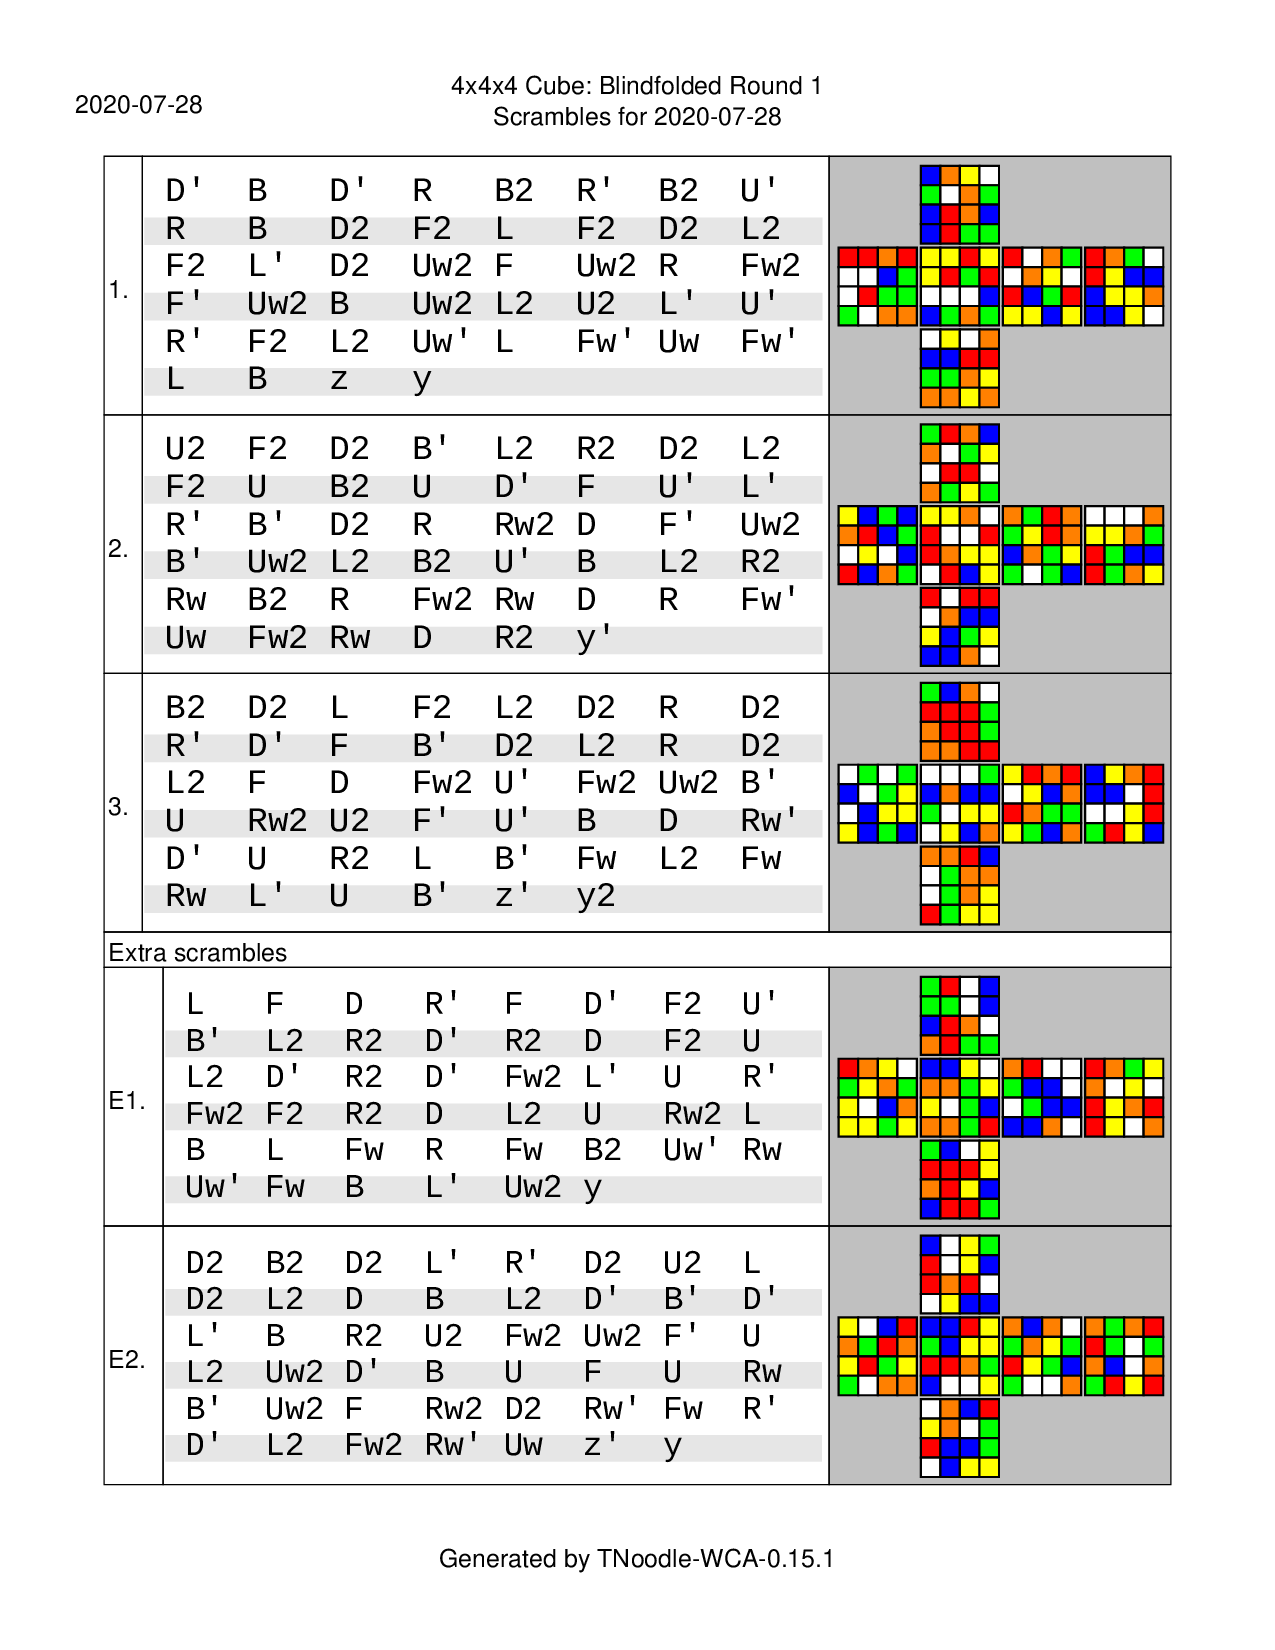 4x4x4 Cube: Blindfolded Round 1
2020-07-28
Scrambles for 2020-07-28
1.
D' B D' R B2 R' B2 U'
R B D2 F2 L F2 D2 L2
F2 L' D2 Uw2 F Uw2 R Fw2
F' Uw2 B Uw2 L2 U2 L' U'
R' F2 L2 Uw' L Fw' Uw Fw'
L B z y
2.
U2 F2 D2 B' L2 R2 D2 L2
F2 U B2 U D' F U' L'
R' B' D2 R Rw2 D F' Uw2
B' Uw2 L2 B2 U' B L2 R2
Rw B2 R Fw2 Rw D R Fw'
Uw Fw2 Rw D R2 y'
3.
B2 D2 L F2 L2 D2 R D2
R' D' F B' D2 L2 R D2
L2 F D Fw2 U' Fw2 Uw2 B'
U Rw2 U2 F' U' B D Rw'
D' U R2 L B' Fw L2 Fw
Rw L' U B' z' y2
Extra scrambles
E1.
L F D R' F D' F2 U'
B' L2 R2 D' R2 D F2 U
L2 D' R2 D' Fw2 L' U R'
Fw2 F2 R2 D L2 U Rw2 L
B L Fw R Fw B2 Uw' Rw
Uw' Fw B L' Uw2 y
E2.
D2 B2 D2 L' R' D2 U2 L
D2 L2 D B L2 D' B' D'
L' B R2 U2 Fw2 Uw2 F' U
L2 Uw2 D' B U F U Rw
B' Uw2 F Rw2 D2 Rw' Fw R'
D' L2 Fw2 Rw' Uw z' y
Generated by TNoodle-WCA-0.15.1